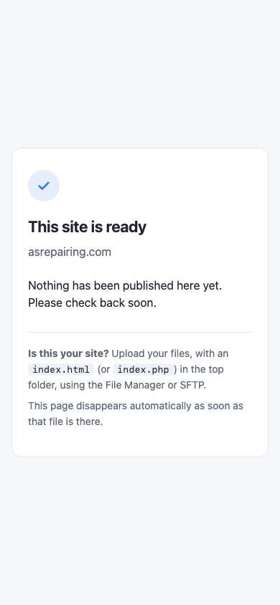 This site is ready
asrepairing.com
Nothing has been published here yet.
Please check back soon.
Is this your site? Upload your files, with an
index.html (or index.php) in the top
folder, using the File Manager or SFTP.
This page disappears automatically as soon as
that file is there.